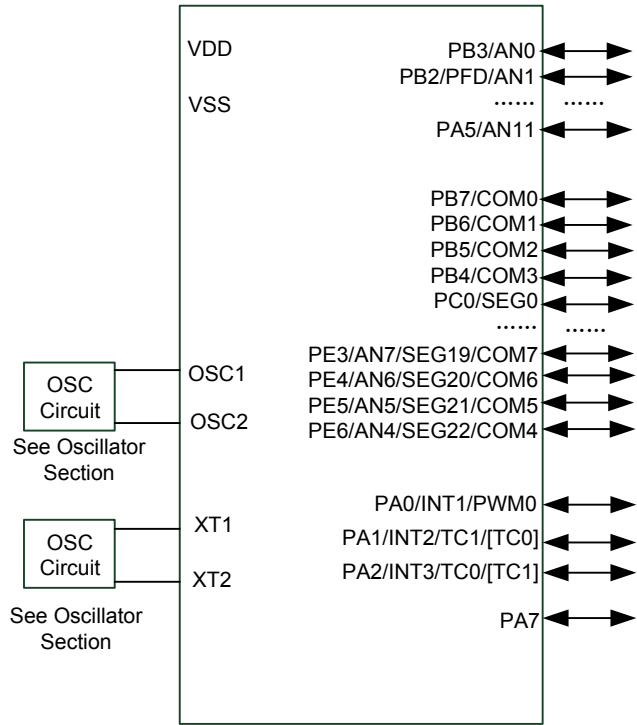 VDD
VSS
OSC1
OSC2
XT1
XT2
OSC
Circuit
See Oscillator
Section
OSC
Circuit
See Oscillator
Section
PB3/AN0
PB2/PFD/AN1
...... ......
PA5/AN11
PB7/COM0
PB6/COM1
PB5/COM2
PB4/COM3
PC0/SEG0
...... ......
PE3/AN7/SEG19/COM7
PE4/AN6/SEG20/COM6
PE5/AN5/SEG21/COM5
PE6/AN4/SEG22/COM4
PA0/INT1/PWM0
PA1/INT2/TC1/[TC0]
PA2/INT3/TC0/[TC1]
PA7